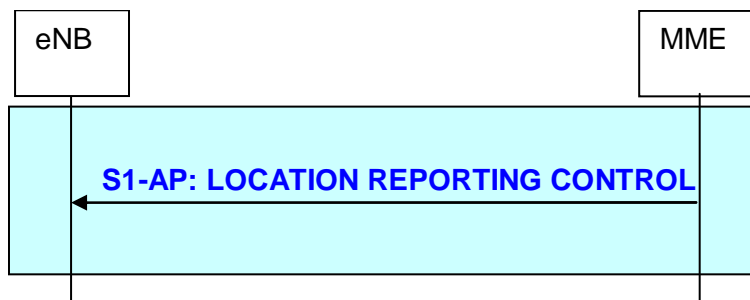 eNB
MME
S1-AP: LOCATION REPORTING CONTROL